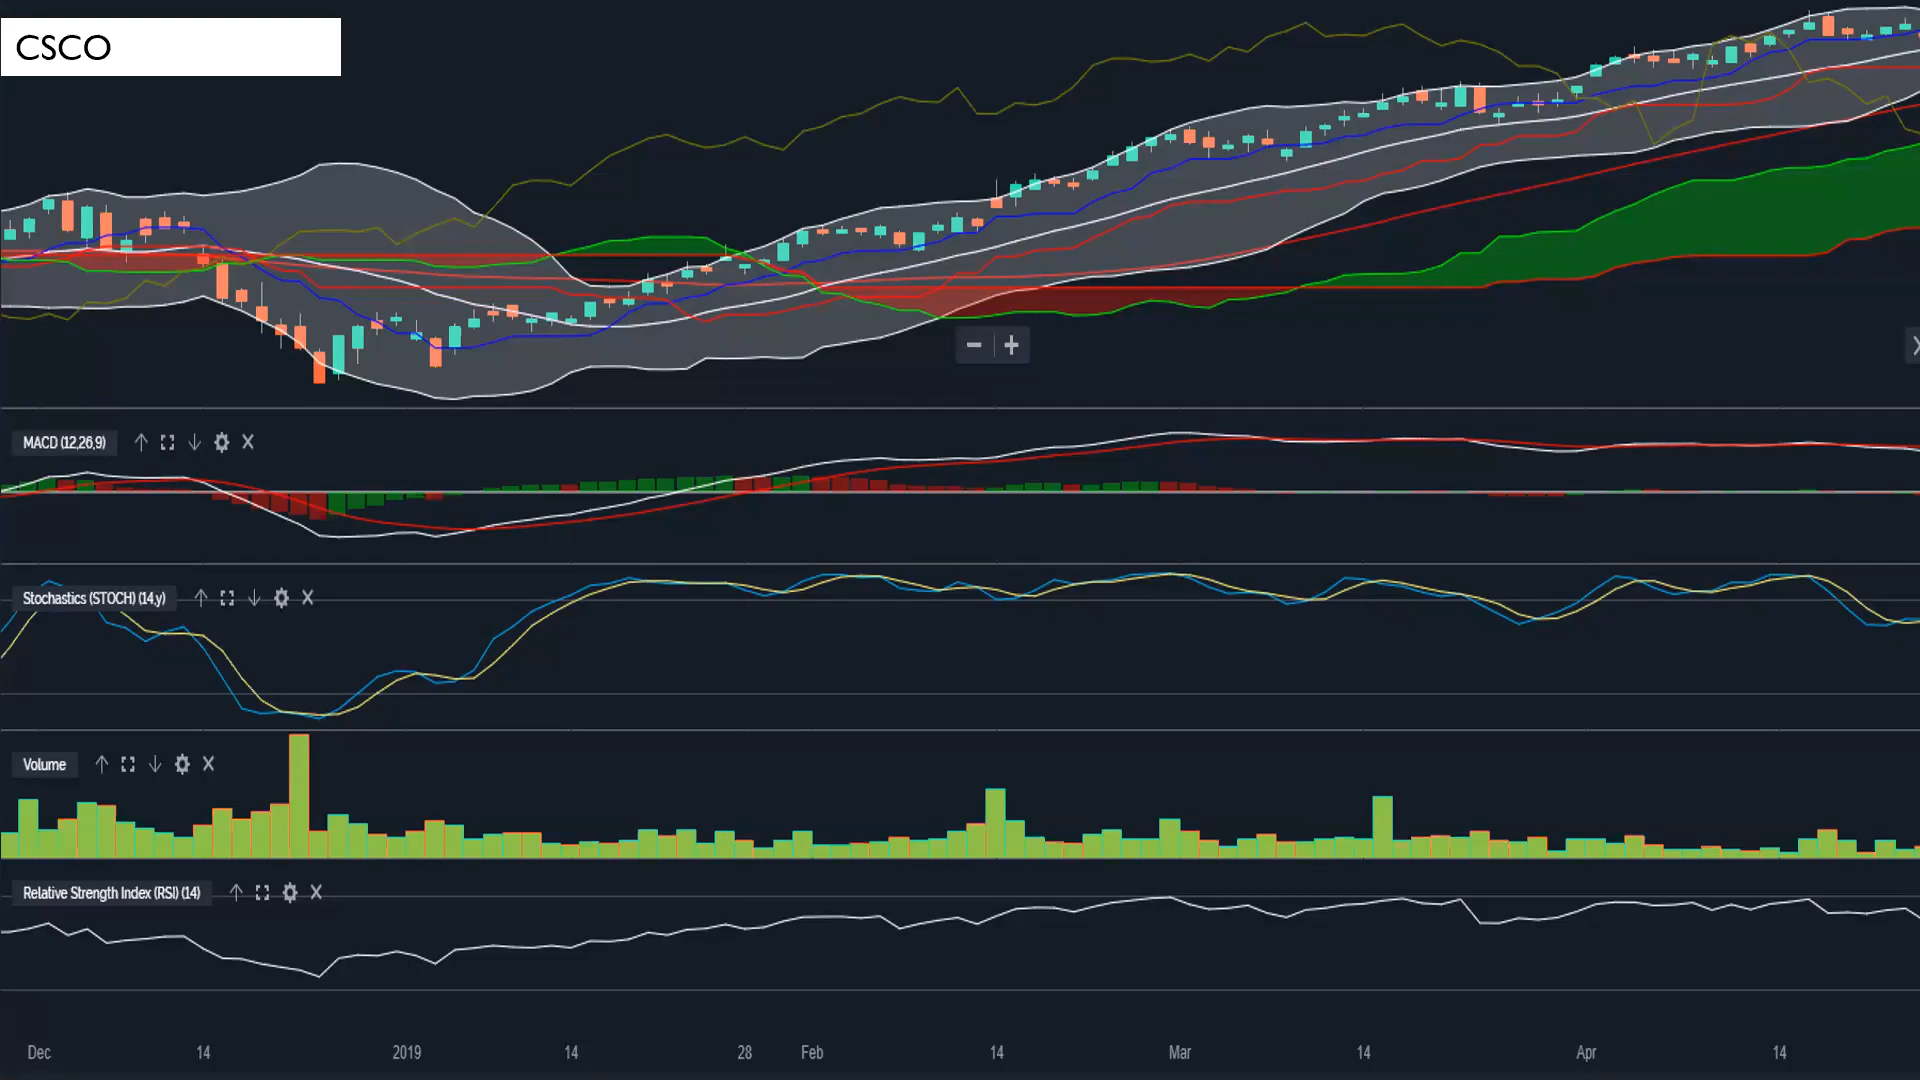 CSCO
MACD (12,26,9)
Stochastics (STOCH) (14,y)
Volume
Relative Strength Index (RSI) (14)
Dec 14 2019 14 28 Feb 14 Mar 14 Apr 14